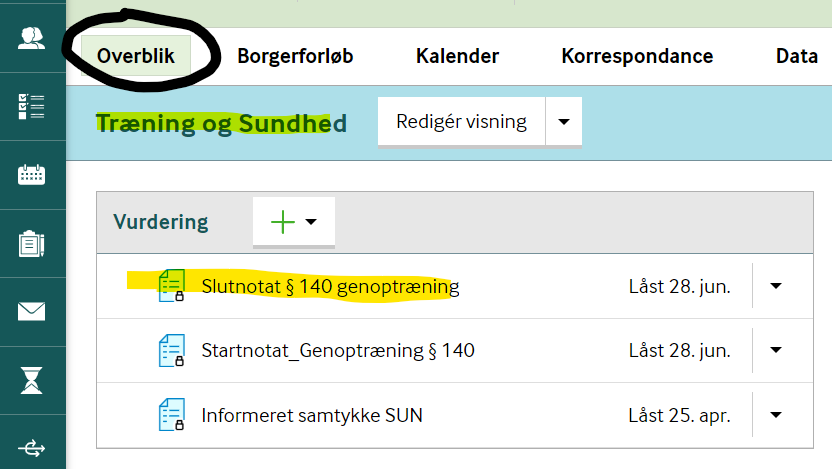 Overblik Borgerforløb Kalender Korrespondance Data
Træning og Sundhed Redigér visning
Vurdering
Slutnotat § 140 genoptræning Låst 28. jun.
Startnotat_Genoptræning § 140 Låst 28. jun.
Informeret samtykke SUN Låst 25. apr.